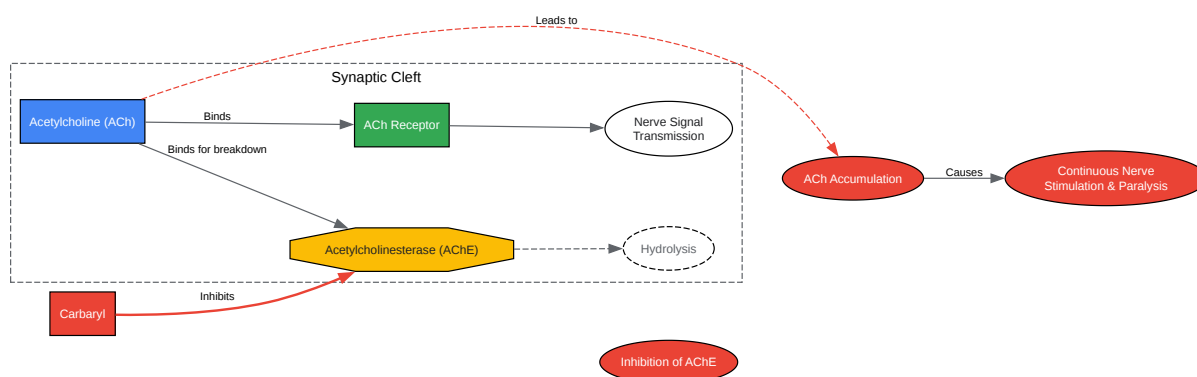 Leads to
Synaptic Cleft
Acetylcholine (ACh)
Binds
ACh Receptor
Nerve Signal
Transmission
Binds for breakdown
ACh Accumulation
Causes
Continuous Nerve
Stimulation & Paralysis
Acetylcholinesterase (AChE)
Hydrolysis
Inhibits
Carbaryl
Inhibition of AChE